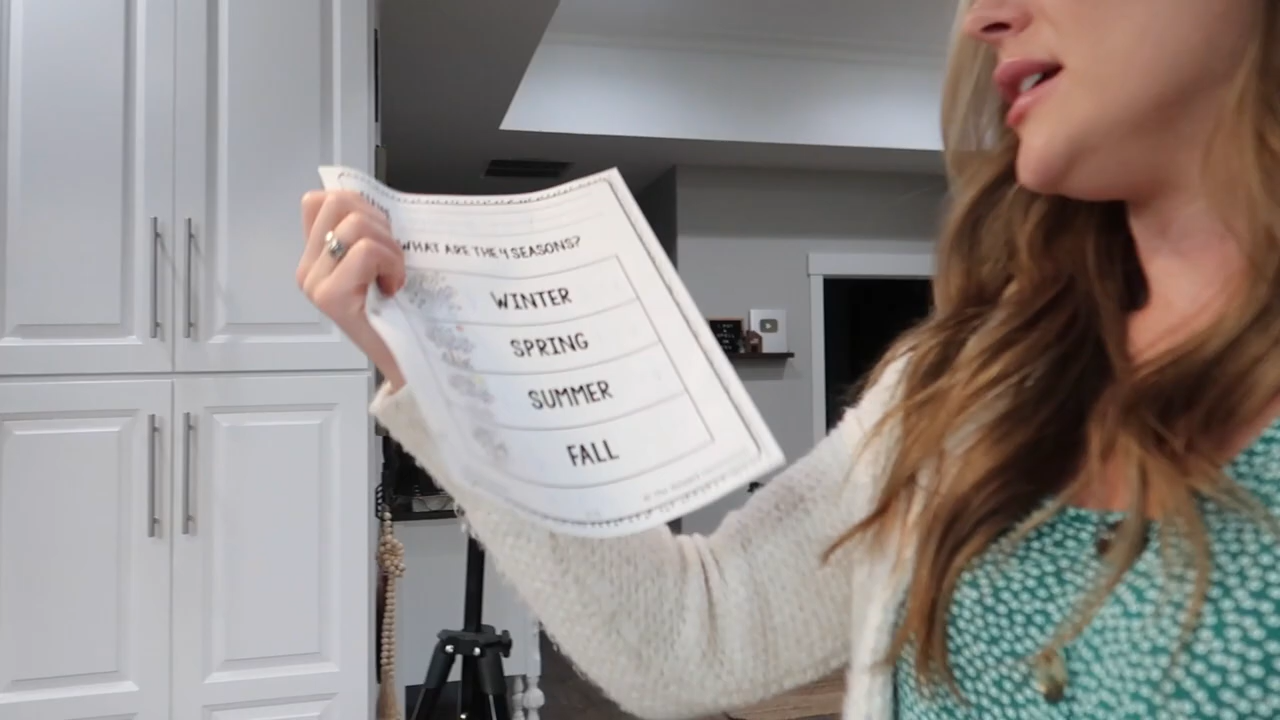 WHAT ARE THE 4 SEASONS?
WINTER
SPRING
SUMMER
FALL